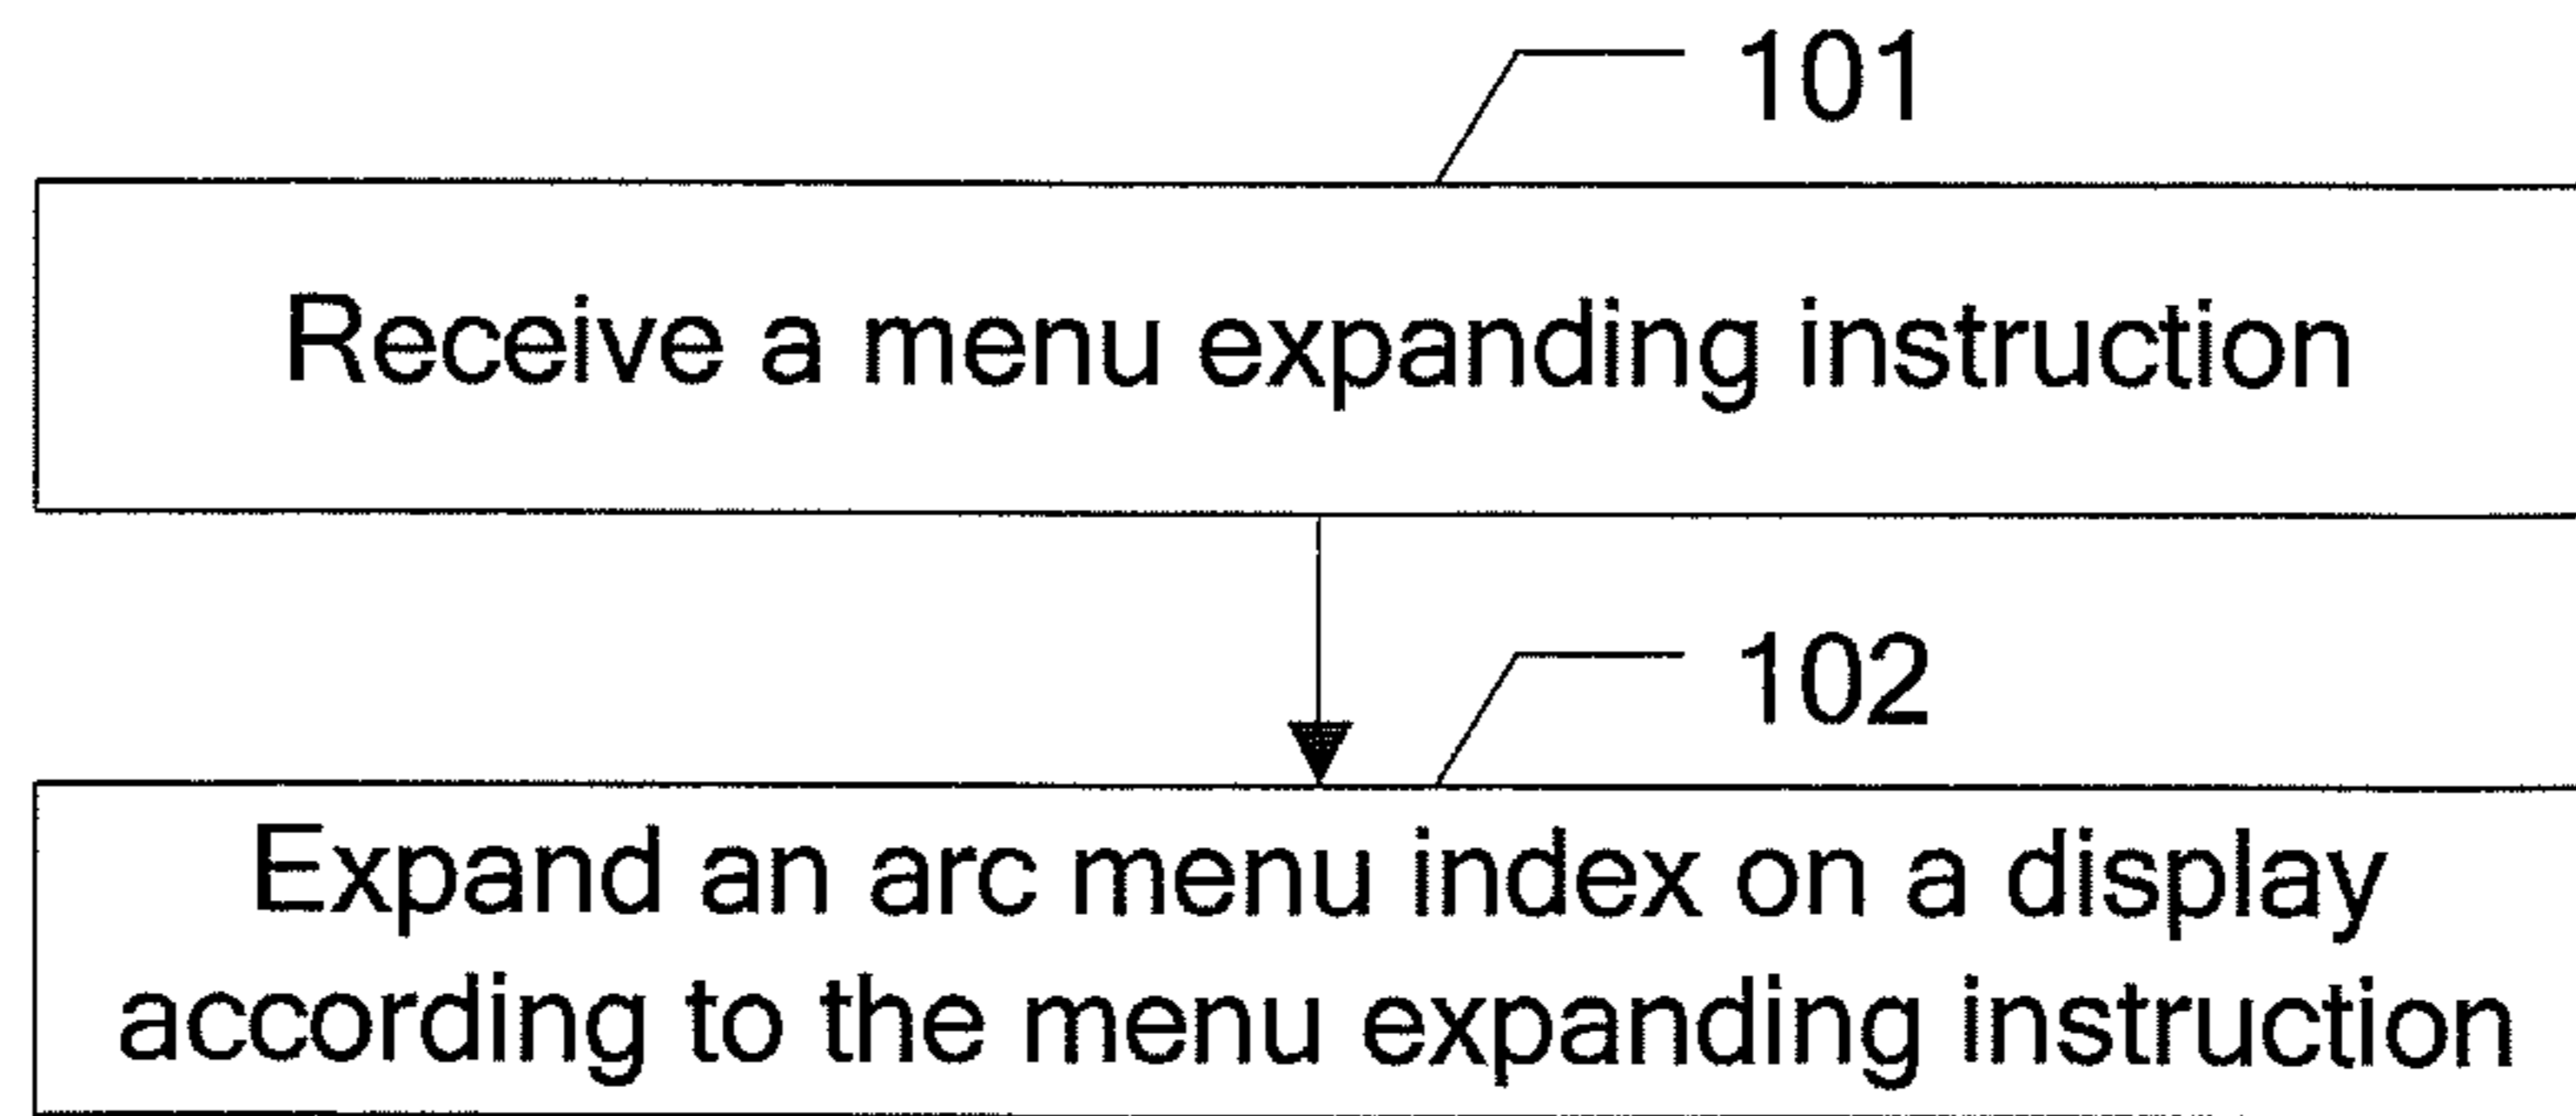 101
Receive a menu expanding instruction
102
Expand an arc menu index on a display
according to the menu expanding instruction